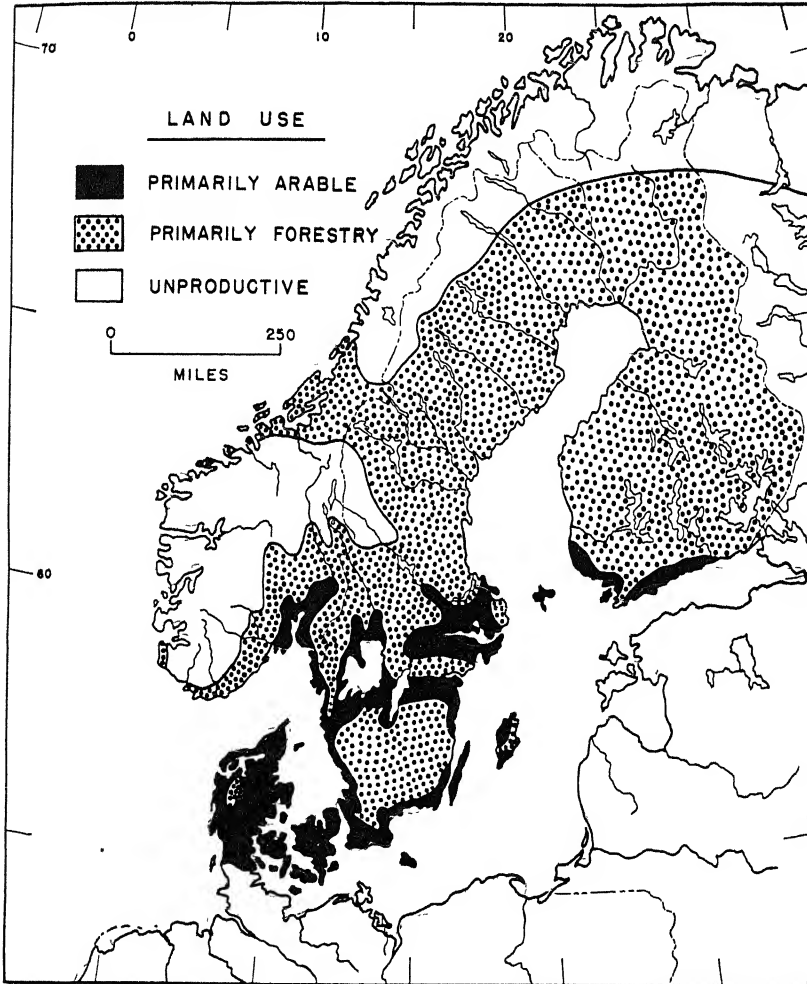 70
0
10
20
LAND USE
PRIMARILY ARABLE
PRIMARILY FORESTRY
UNPRODUCTIVE
0 250
MILES
60